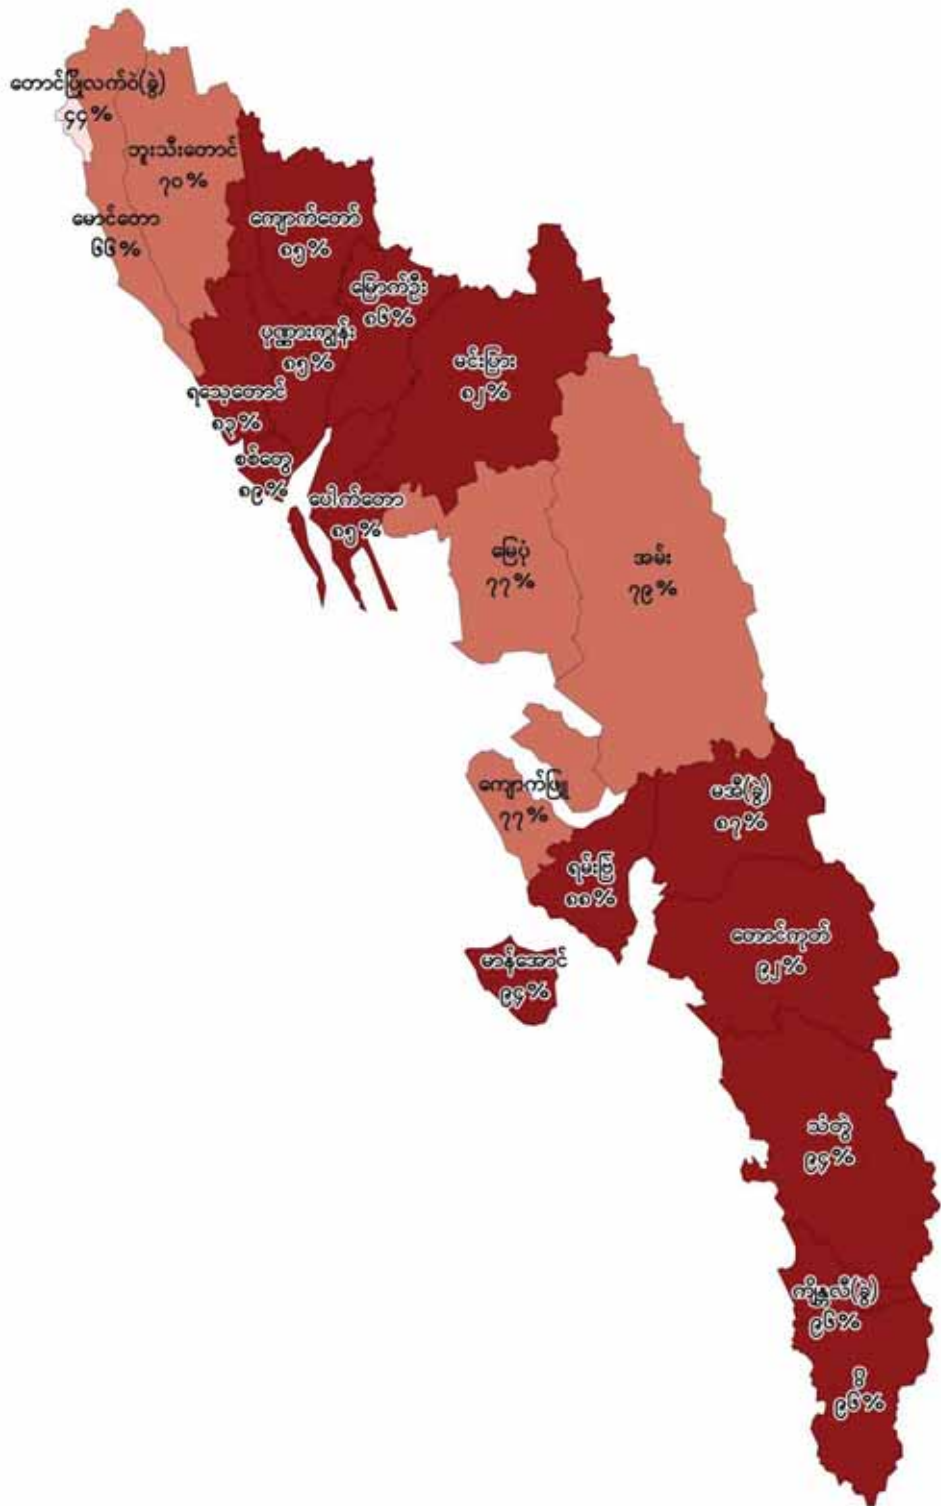 တောင်ပြိုလက်ဝဲ(ခွဲ)
၄၄%
ဘူးသီးတောင်
၇၀%
မောင်တော
၆၆%
ကျောက်တော်
၈၅%
မြောက်ဦး
၈၆%
ပုဏ္ဏားကျွန်း
၈၅%
မင်းပြား
၈၂%
ရသေ့တောင်
၈၃%
စစ်တွေ
၈၉%
ပေါက်တော
၈၅%
မြေပုံ
၇၇%
အမ်း
၇၉%
ကျောက်ဖြူ
၇၇%
မအီ(ခွဲ)
၈၇%
ရမ်းဗြဲ
၈၈%
တောင်ကုတ်
၉၂%
မာန်အောင်
၉၄%
သံတွဲ
၉၄%
ကျိန္တလီ(ခွဲ)
၉၆%
ဂွ
၉၆%